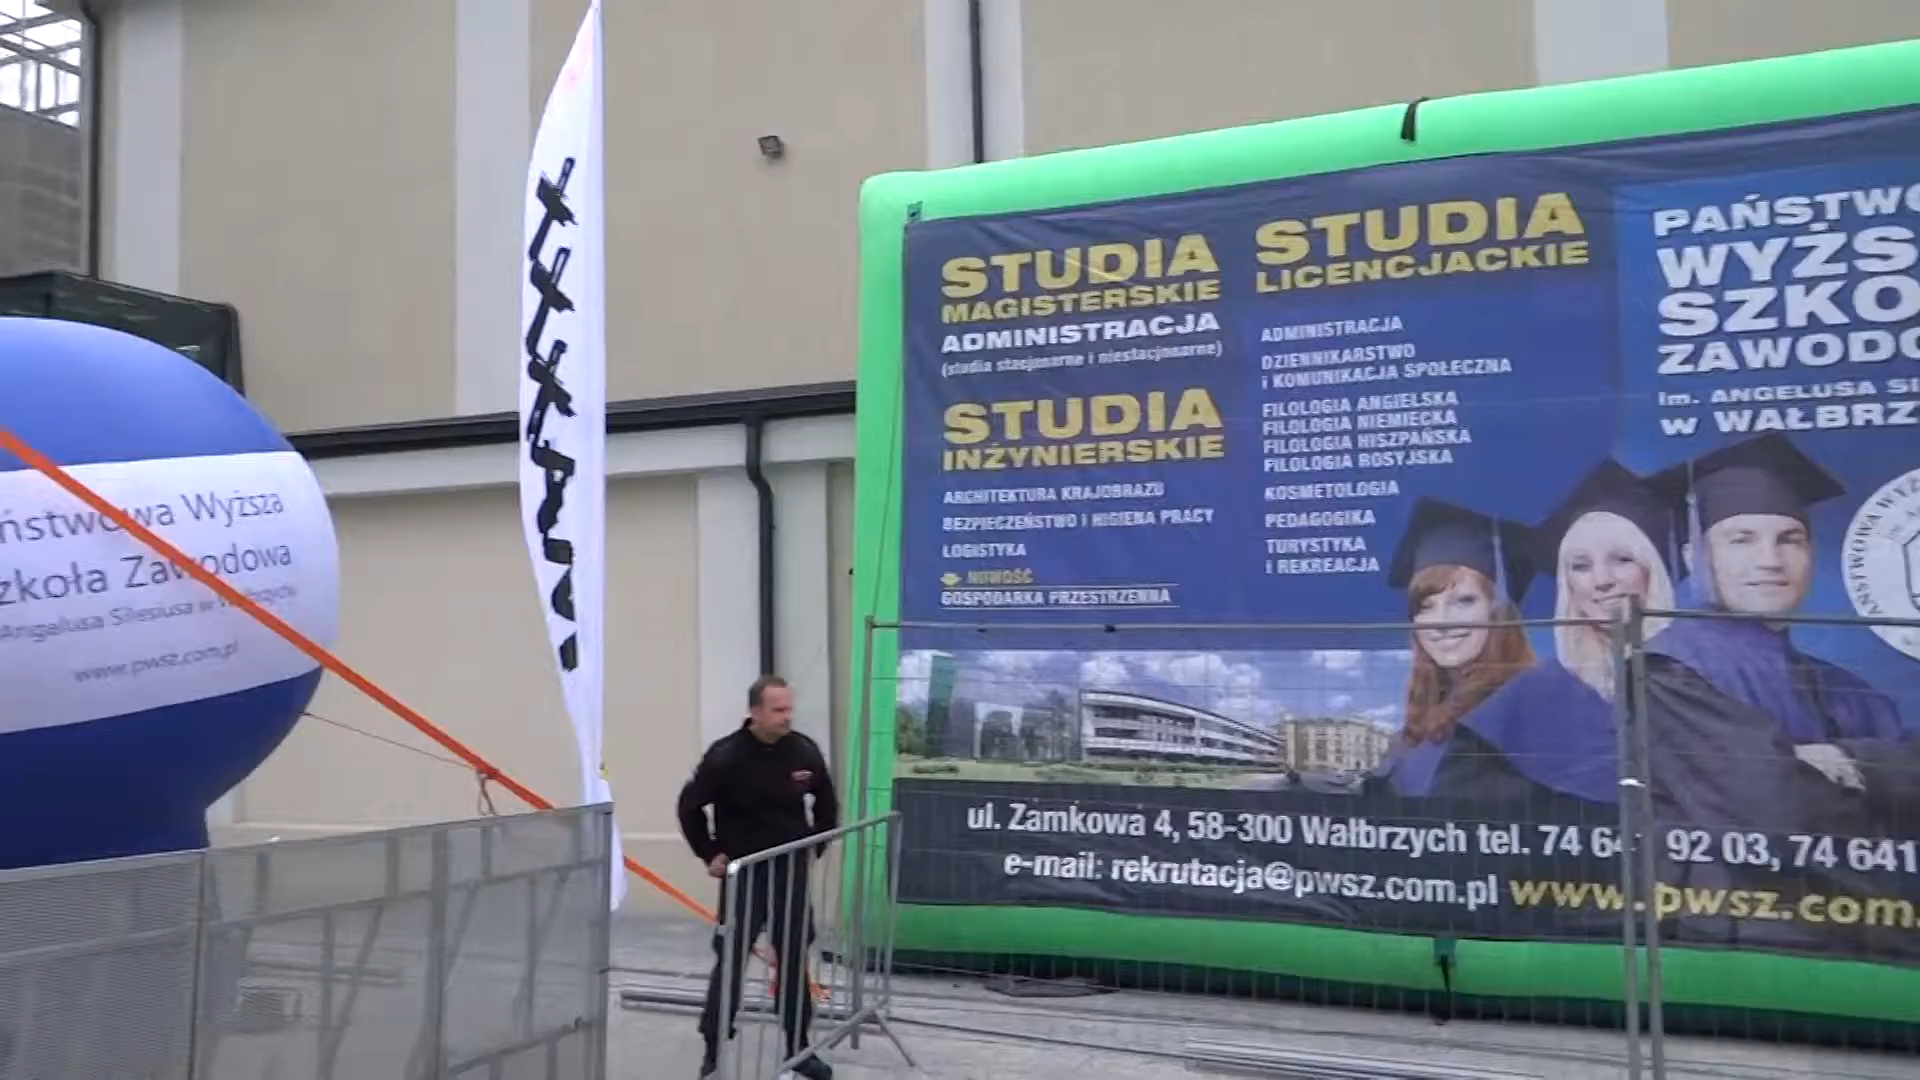 ństwowa Wyższa
zkoła Zawodowa
Angelusa Silesiusa w Wałbrzychu
www.pwsz.com.pl
STUDIA
MAGISTERSKIE
ADMINISTRACJA
(studia stacjonarne i niestacjonarne)
STUDIA
INŻYNIERSKIE
ARCHITEKTURA KRAJOBRAZU
BEZPIECZEŃSTWO I HIGIENA PRACY
LOGISTYKA
NOWOŚĆ
GOSPODARKA PRZESTRZENNA
STUDIA
LICENCJACKIE
ADMINISTRACJA
DZIENNIKARSTWO
i KOMUNIKACJA SPOŁECZNA
FILOLOGIA ANGIELSKA
FILOLOGIA NIEMIECKA
FILOLOGIA HISZPAŃSKA
FILOLOGIA ROSYJSKA
KOSMETOLOGIA
PEDAGOGIKA
TURYSTYKA
i REKREACJA
PAŃSTWO
WYŻS
SZKO
ZAWODO
im. ANGELUSA SI
w WAŁBRZ
ul. Zamkowa 4, 58-300 Wałbrzych tel. 74 641 92 03, 74 641
e-mail: rekrutacja@pwsz.com.pl www.pwsz.com.